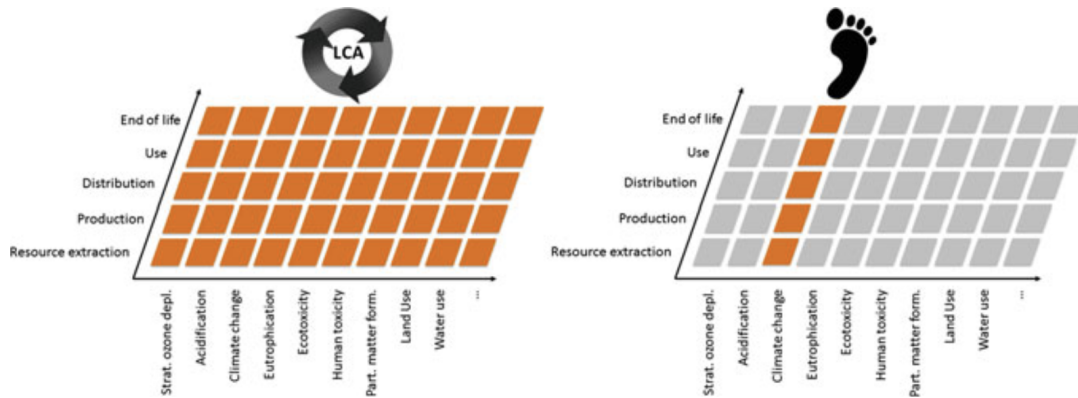 LCA
End of life
Use
Distribution
Production
Resource extraction
Strat. ozone depl.
Acidification
Climate change
Eutrophication
Ecotoxicity
Human toxicity
Part. matter form.
Land Use
Water use
...
End of life
Use
Distribution
Production
Resource extraction
Strat. ozone depl.
Acidification
Climate change
Eutrophication
Ecotoxicity
Human toxicity
Part. matter form.
Land Use
Water use
...